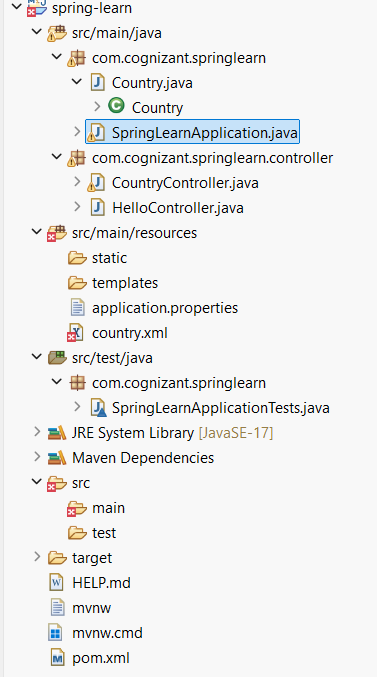 spring-learn
src/main/java
com.cognizant.springlearn
Country.java
Country
SpringLearnApplication.java
com.cognizant.springlearn.controller
CountryController.java
HelloController.java
src/main/resources
static
templates
application.properties
country.xml
src/test/java
com.cognizant.springlearn
SpringLearnApplicationTests.java
JRE System Library [JavaSE-17]
Maven Dependencies
src
main
test
target
HELP.md
mvnw
mvnw.cmd
pom.xml